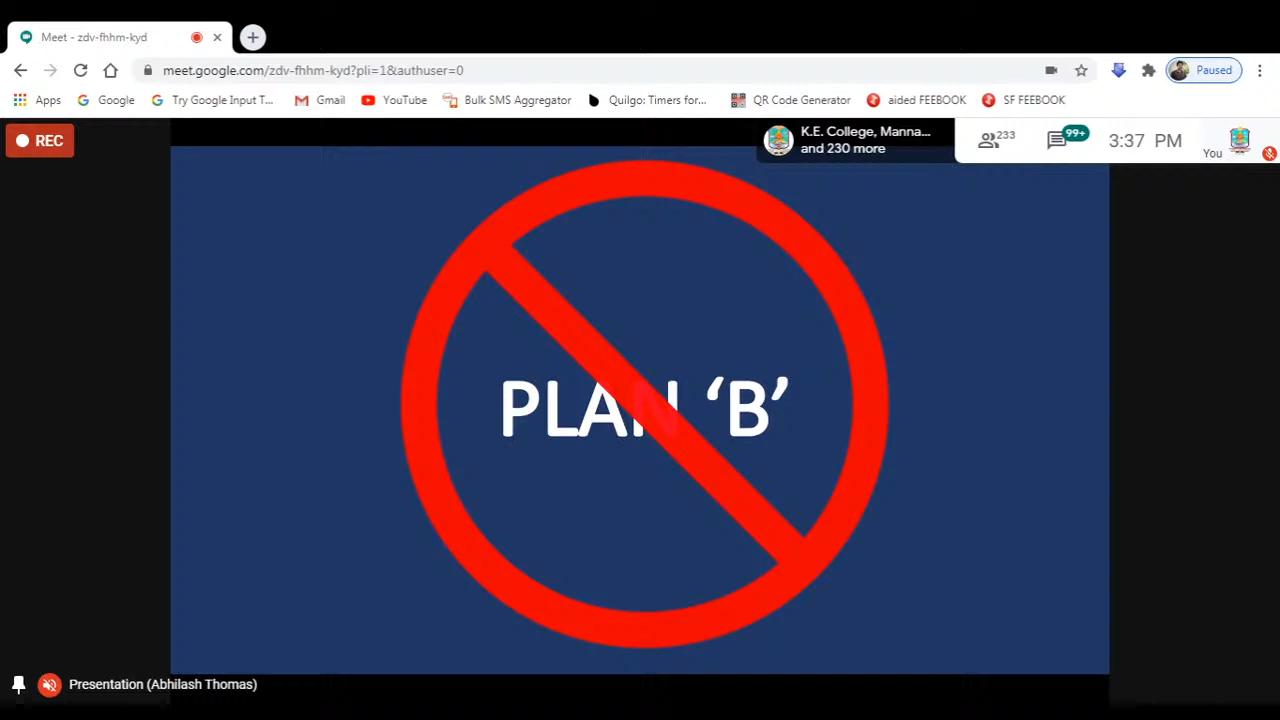 Meet - zdv-fhhm-kyd
meet.google.com/zdv-fhhm-kyd?pli=1&authuser=0
Paused
Apps
Google
Try Google Input T...
Gmail
YouTube
Bulk SMS Aggregator
Quilgo: Timers for...
QR Code Generator
aided FEEBOOK
SF FEEBOOK
REC
K.E. College, Manna...
and 230 more
233
99+
3:37 PM
You
PLAN ‘B’
Presentation (Abhilash Thomas)